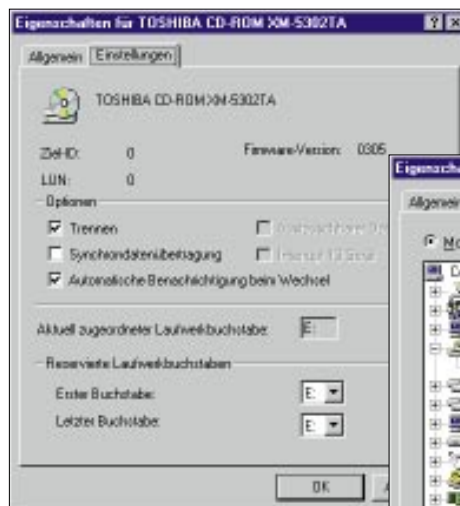 Eigenschaften für TOSHIBA CD-ROM XM-5302TA
Allgemein Einstellungen
TOSHIBA CD-ROM XM-5302TA
Ziel-ID: 0 Firmware-Version: 0305
LUN: 0
Optionen
Trennen
Synchrondatenübertragung
Automatische Benachrichtigung beim Wechsel
Aktuell zugeordneter Laufwerkbuchstabe: E:
Reservierte Laufwerkbuchstaben
Erster Buchstabe: E:
Letzter Buchstabe: E:
OK
Eigenscha
Allgemein